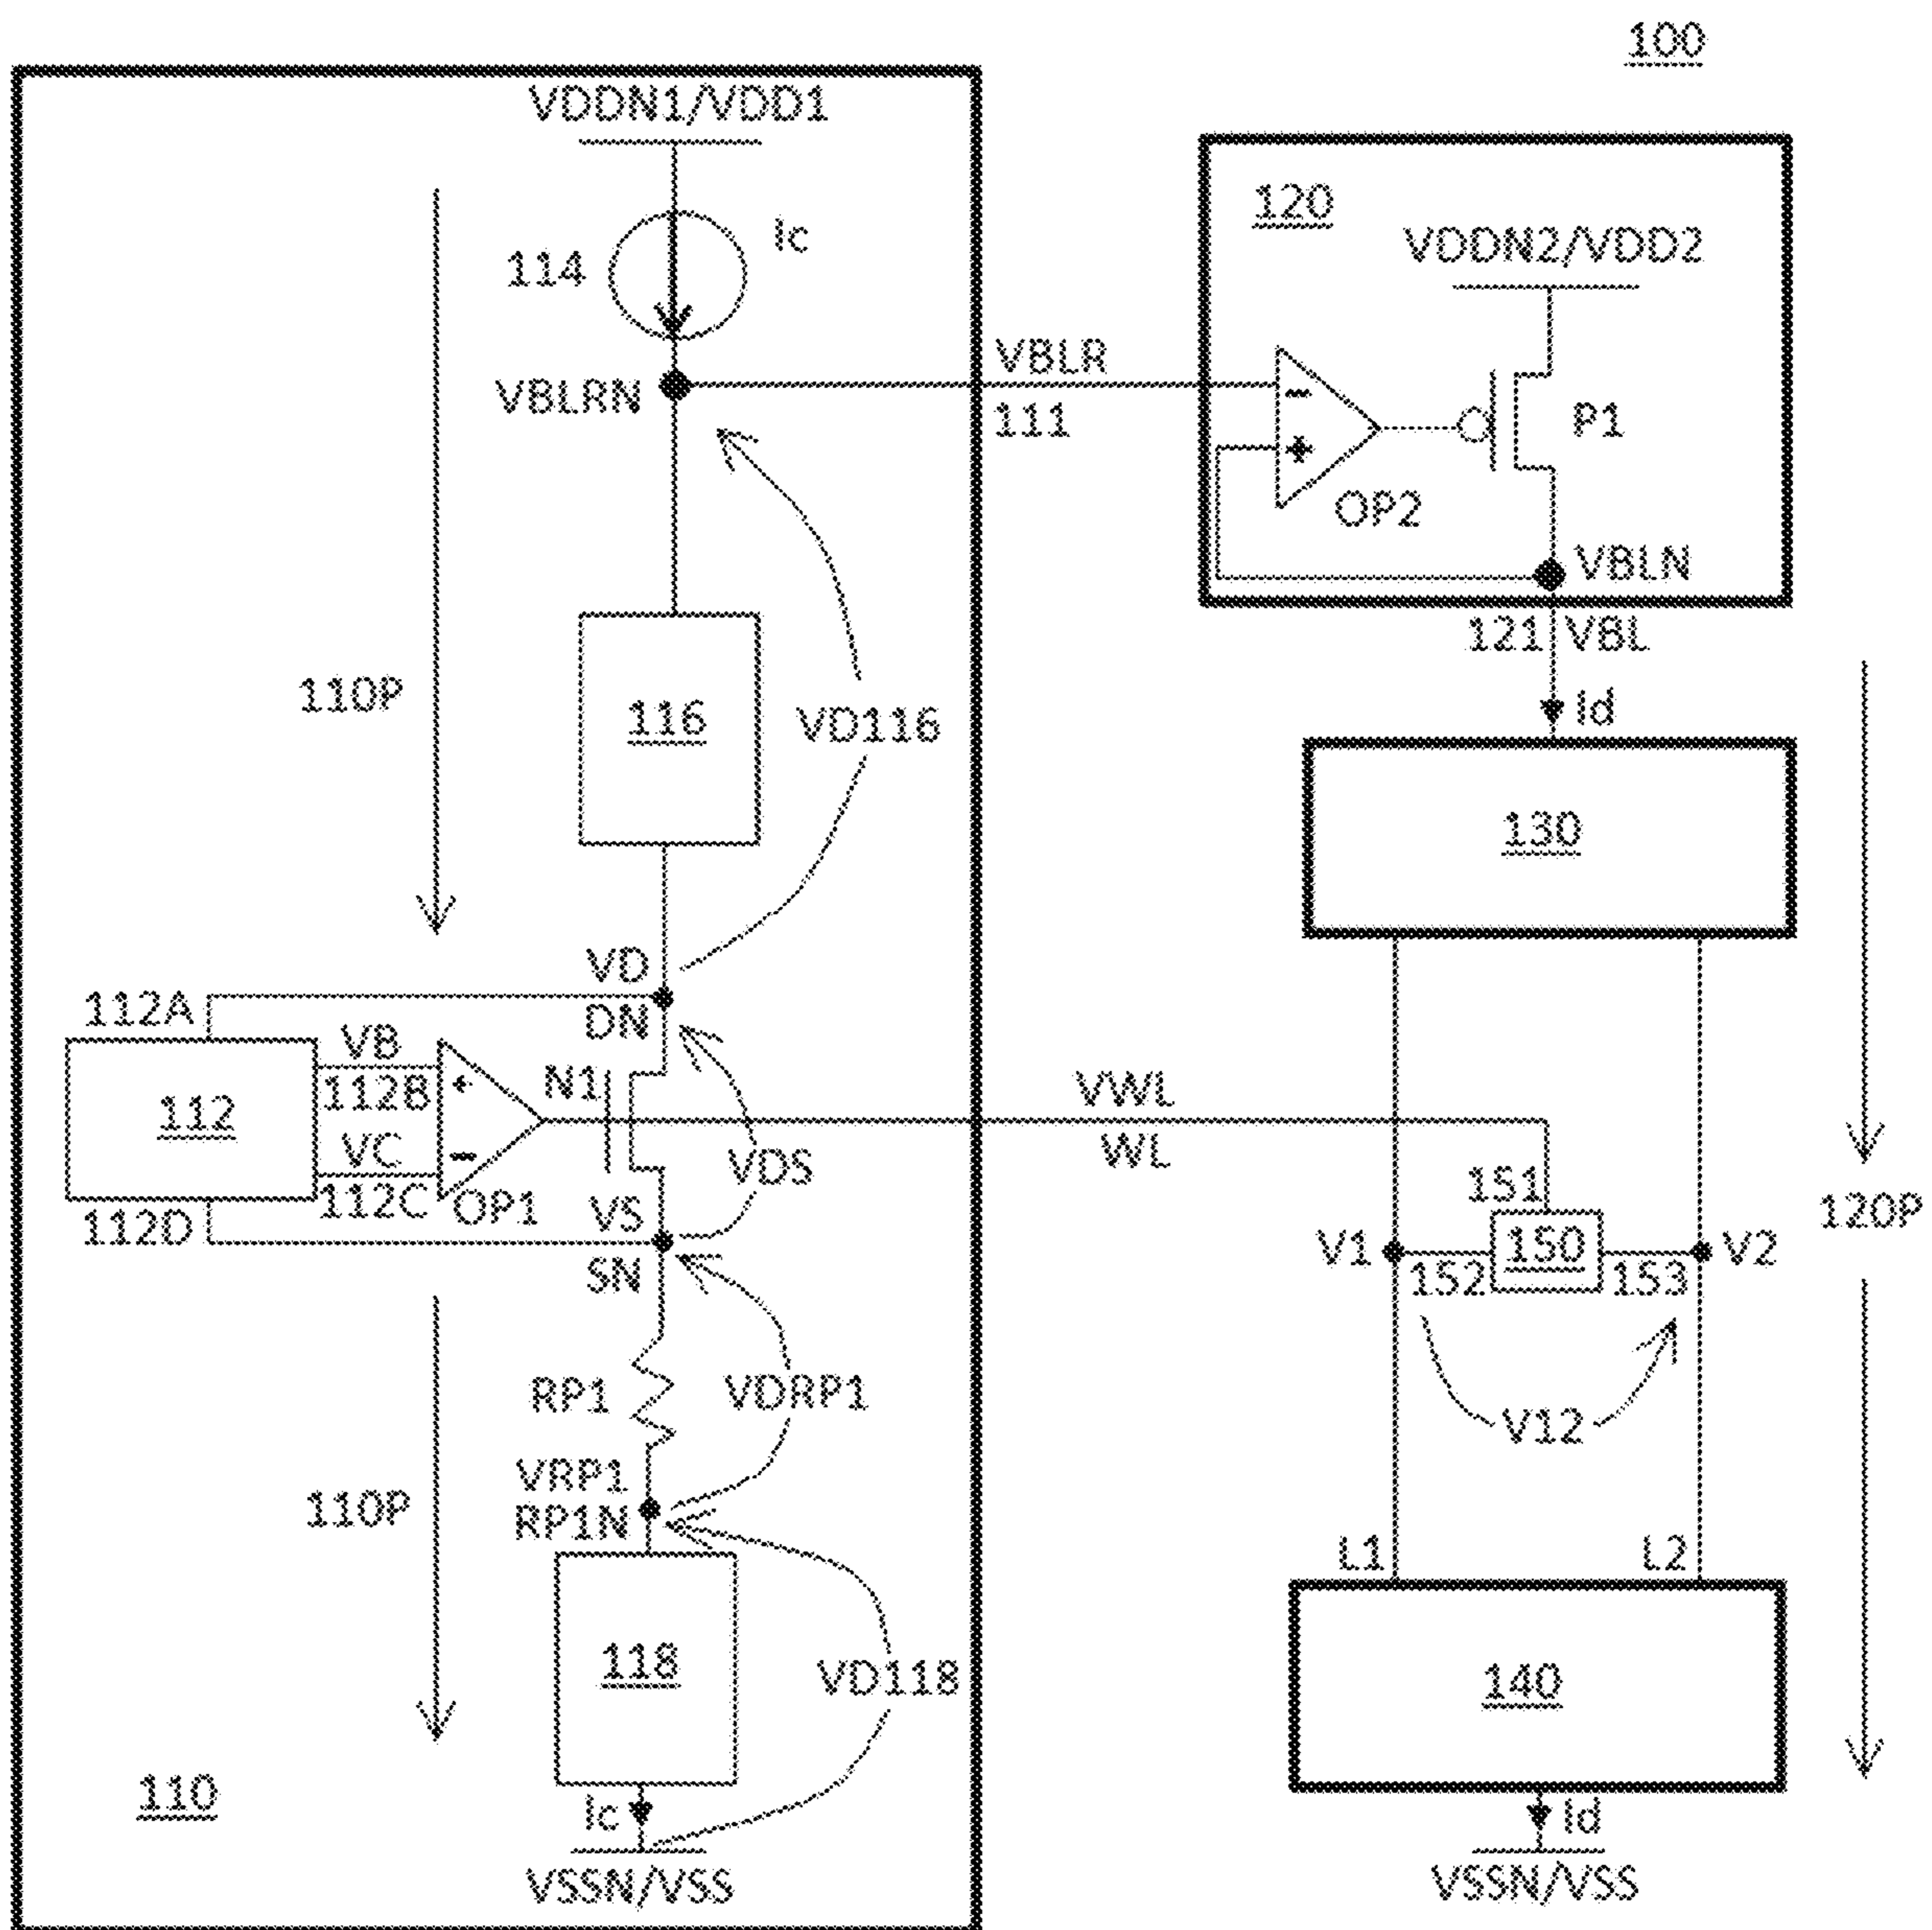 100
VDDN1/VDD1
Ic
114
VBLRN
VBLR
111
120
VDDN2/VDD2
-
+
P1
OP2
VBLN
121 VBL
Id
110P
116
VD116
130
VD
DN
112A
VB
112B
112
VC
112C
112D
+
-
OP1
N1
VS
SN
VDS
VWL
WL
151
150
V1
152
153
V2
V12
120P
RP1
VDRP1
VRP1
RP1N
110P
118
VD118
L1
L2
140
110
Ic
VSSN/VSS
Id
VSSN/VSS